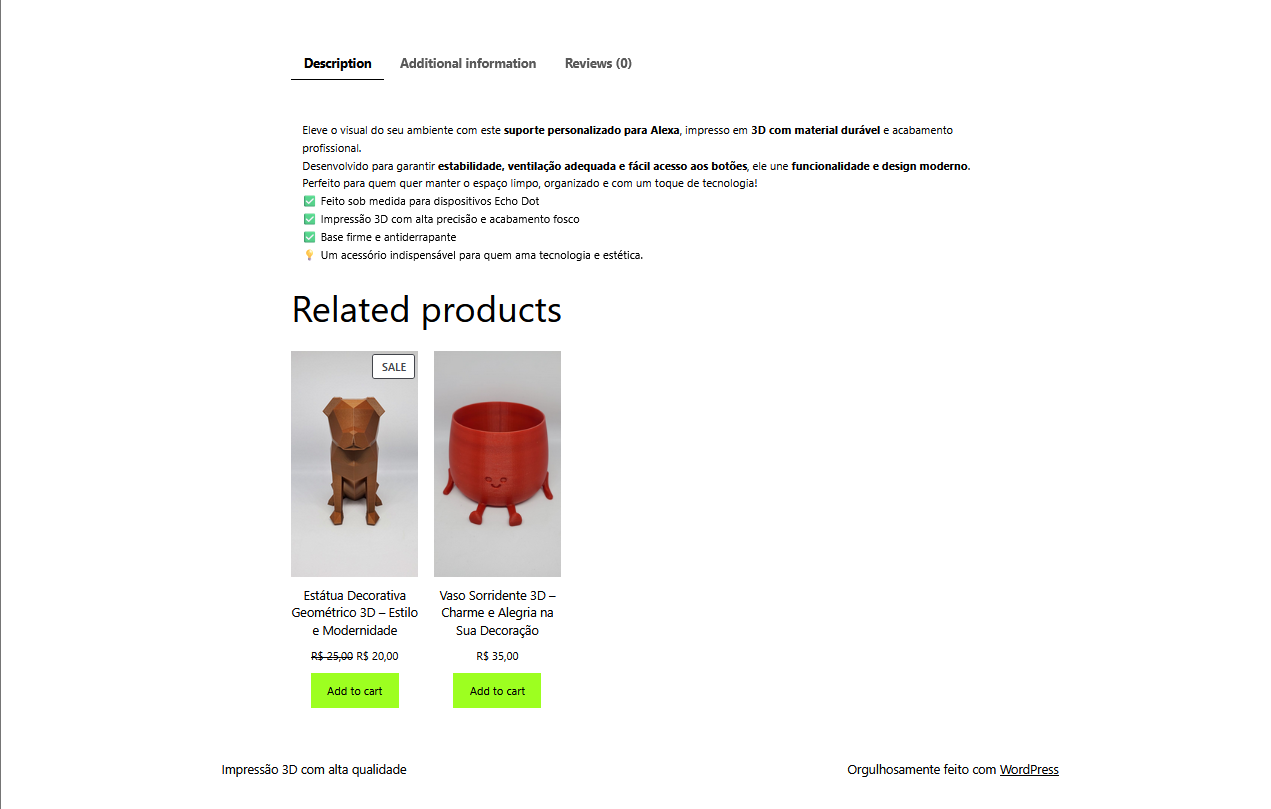 Description Additional information Reviews (0)
Eleve o visual do seu ambiente com este suporte personalizado para Alexa, impresso em 3D com material durável e acabamento
profissional.
Desenvolvido para garantir estabilidade, ventilação adequada e fácil acesso aos botões, ele une funcionalidade e design moderno.
Perfeito para quem quer manter o espaço limpo, organizado e com um toque de tecnologia!
✅ Feito sob medida para dispositivos Echo Dot
✅ Impressão 3D com alta precisão e acabamento fosco
✅ Base firme e antiderrapante
💡 Um acessório indispensável para quem ama tecnologia e estética.
Related products
SALE
Estátua Decorativa
Geométrico 3D – Estilo
e Modernidade
R$ 25,00 R$ 20,00
Add to cart
Vaso Sorridente 3D –
Charme e Alegria na
Sua Decoração
R$ 35,00
Add to cart
Impressão 3D com alta qualidade
Orgulhosamente feito com WordPress